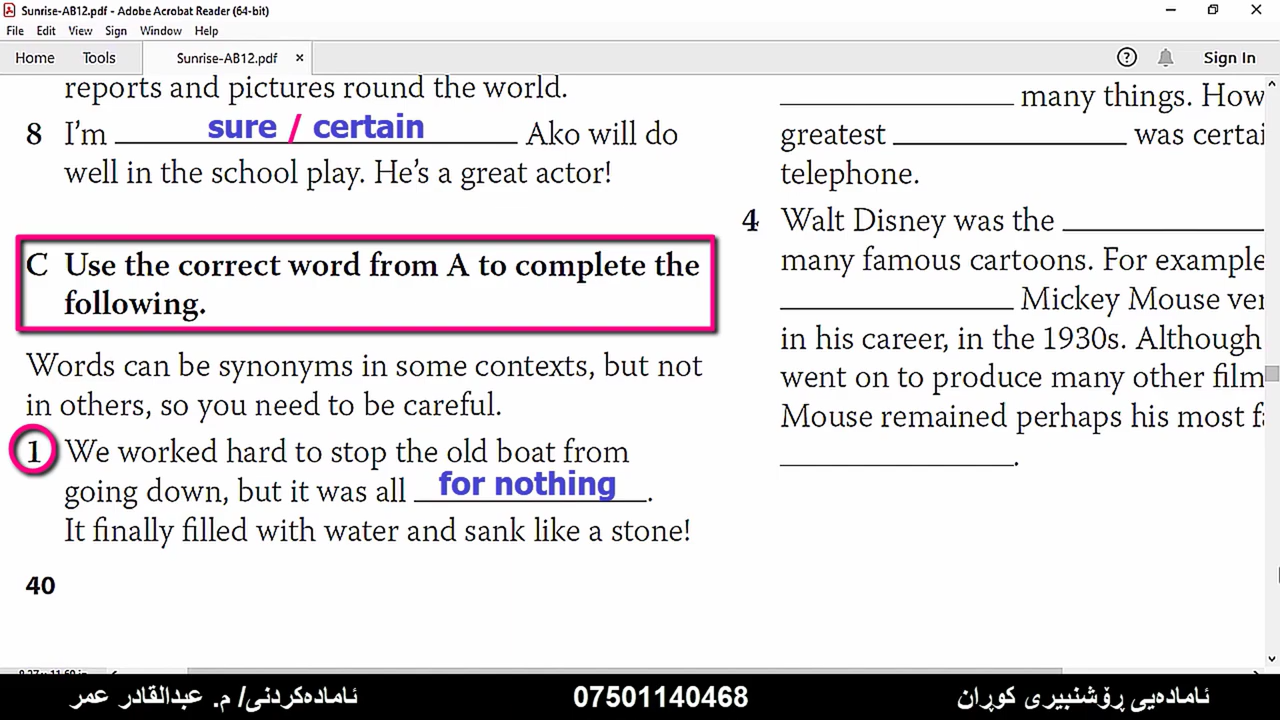 Sunrise-AB12.pdf - Adobe Acrobat Reader (64-bit)
File Edit View Sign Window Help
Home Tools Sunrise-AB12.pdf × Sign In
reports and pictures round the world.
8 I'm sure / certain Ako will do
well in the school play. He's a great actor!
C Use the correct word from A to complete the
following.
Words can be synonyms in some contexts, but not
in others, so you need to be careful.
1 We worked hard to stop the old boat from
going down, but it was all for nothing.
It finally filled with water and sank like a stone!
40
many things. How
greatest was certai
telephone.
4 Walt Disney was the
many famous cartoons. For example
Mickey Mouse ver
in his career, in the 1930s. Although
went on to produce many other film
Mouse remained perhaps his most fa
.
ئامادەیی ڕۆشنبیری کوڕان 07501140468 ئامادەکردنی/ م. عبدالقادر عمر